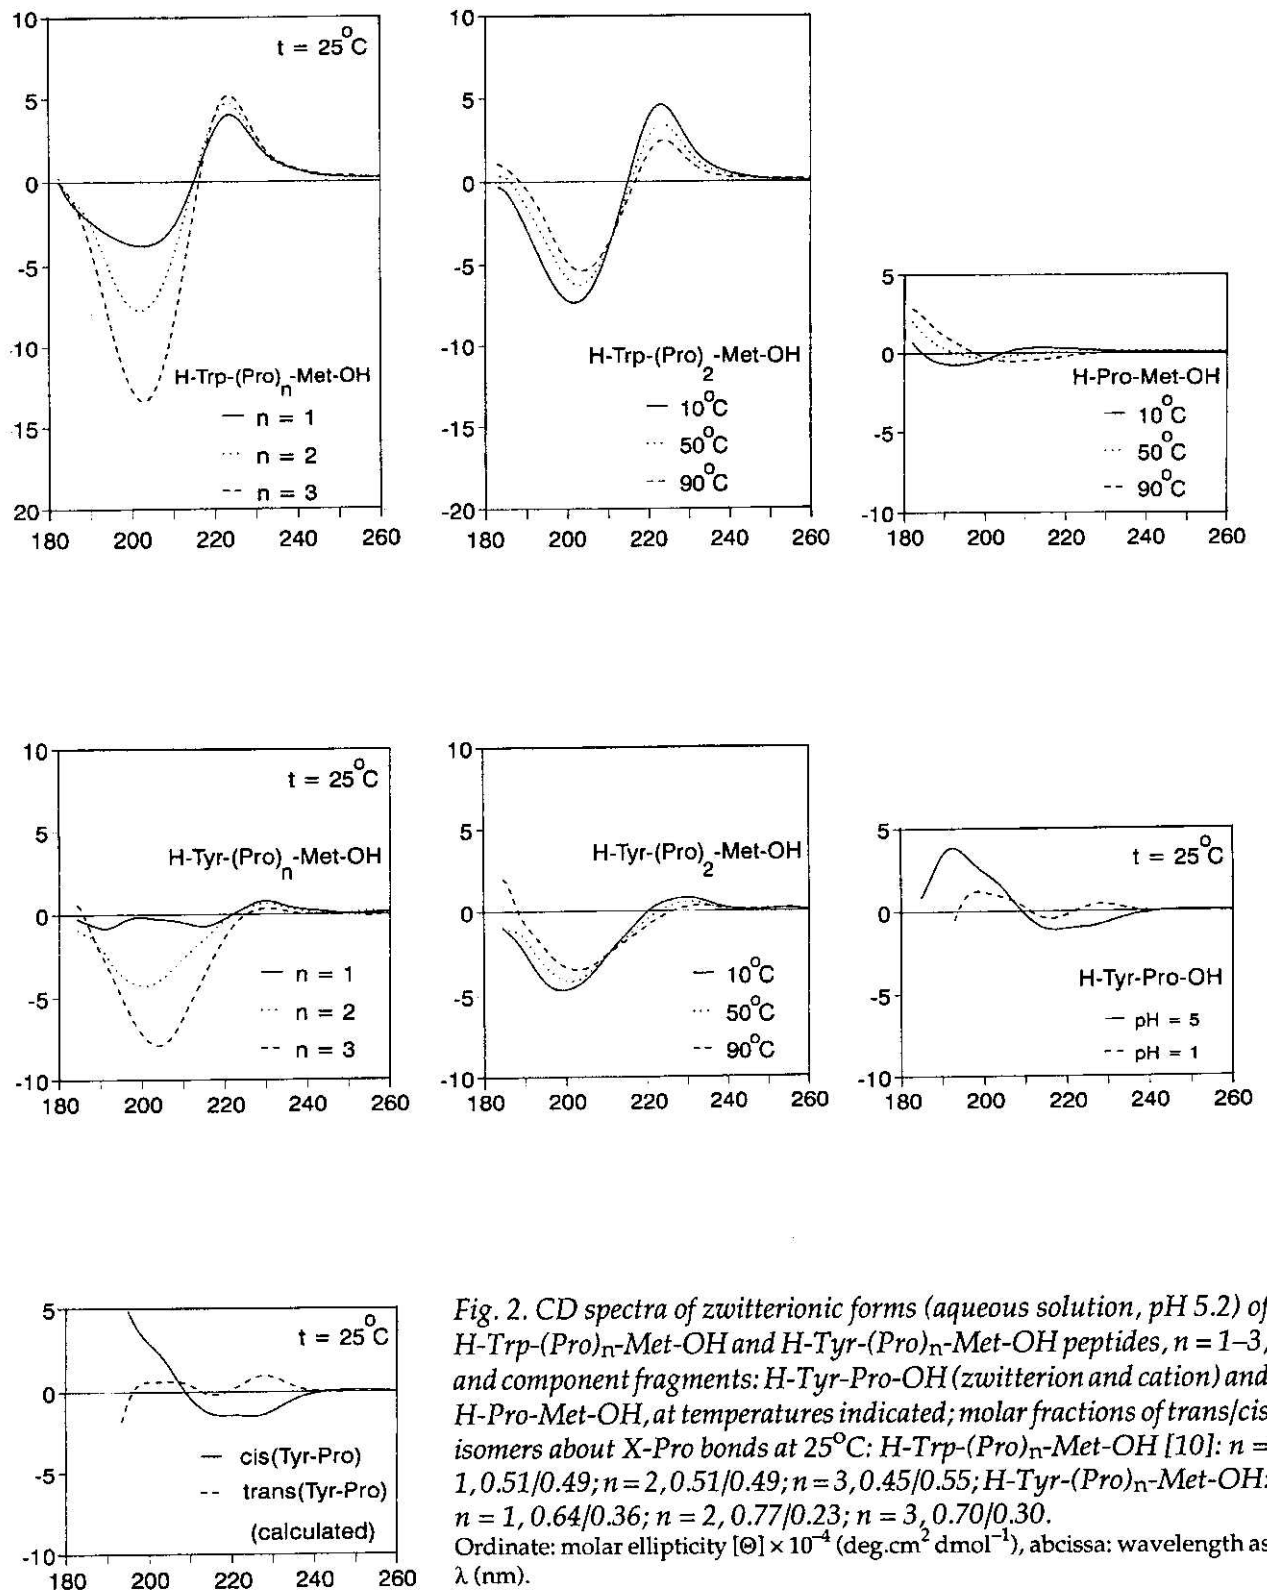 10
5
0
-5
-10
-15
20
t = 25°C
H-Trp-(Pro)n-Met-OH
— n = 1
··· n = 2
-- n = 3
180 200 220 240 260
10
5
0
-5
-10
-15
-20
H-Trp-(Pro)2-Met-OH
— 10°C
··· 50°C
-- 90°C
180 200 220 240 260
5
0
-5
-10
H-Pro-Met-OH
— 10°C
··· 50°C
-- 90°C
180 200 220 240 260
10
5
0
-5
-10
t = 25°C
H-Tyr-(Pro)n-Met-OH
— n = 1
··· n = 2
-- n = 3
180 200 220 240 260
10
5
0
-5
-10
H-Tyr-(Pro)2-Met-OH
— 10°C
··· 50°C
-- 90°C
180 200 220 240 260
5
0
-5
-10
t = 25°C
H-Tyr-Pro-OH
— pH = 5
-- pH = 1
180 200 220 240 260
5
0
-5
-10
t = 25°C
— cis(Tyr-Pro)
-- trans(Tyr-Pro)
(calculated)
180 200 220 240 260
Fig. 2. CD spectra of zwitterionic forms (aqueous solution, pH 5.2) of
H-Trp-(Pro)n-Met-OH and H-Tyr-(Pro)n-Met-OH peptides, n = 1–3,
and component fragments: H-Tyr-Pro-OH (zwitterion and cation) and
H-Pro-Met-OH, at temperatures indicated; molar fractions of trans/cis
isomers about X-Pro bonds at 25°C: H-Trp-(Pro)n-Met-OH [10]: n =
1, 0.51/0.49; n = 2, 0.51/0.49; n = 3, 0.45/0.55; H-Tyr-(Pro)n-Met-OH:
n = 1, 0.64/0.36; n = 2, 0.77/0.23; n = 3, 0.70/0.30.
Ordinate: molar ellipticity [Θ] × 10⁻⁴ (deg.cm² dmol⁻¹), abcissa: wavelength as
λ (nm).